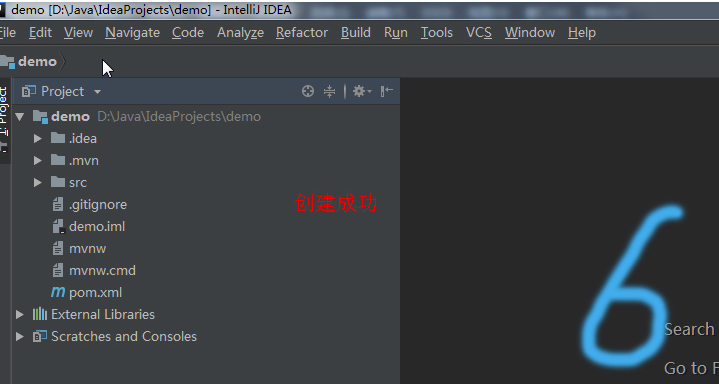 demo [D:\Java\IdeaProjects\demo] - IntelliJ IDEA
File Edit View Navigate Code Analyze Refactor Build Run Tools VCS Window Help
demo
1: Project
Project
demo D:\Java\IdeaProjects\demo
.idea
.mvn
src
.gitignore
创建成功
demo.iml
mvnw
mvnw.cmd
pom.xml
External Libraries
Scratches and Consoles
6
Search
Go to F